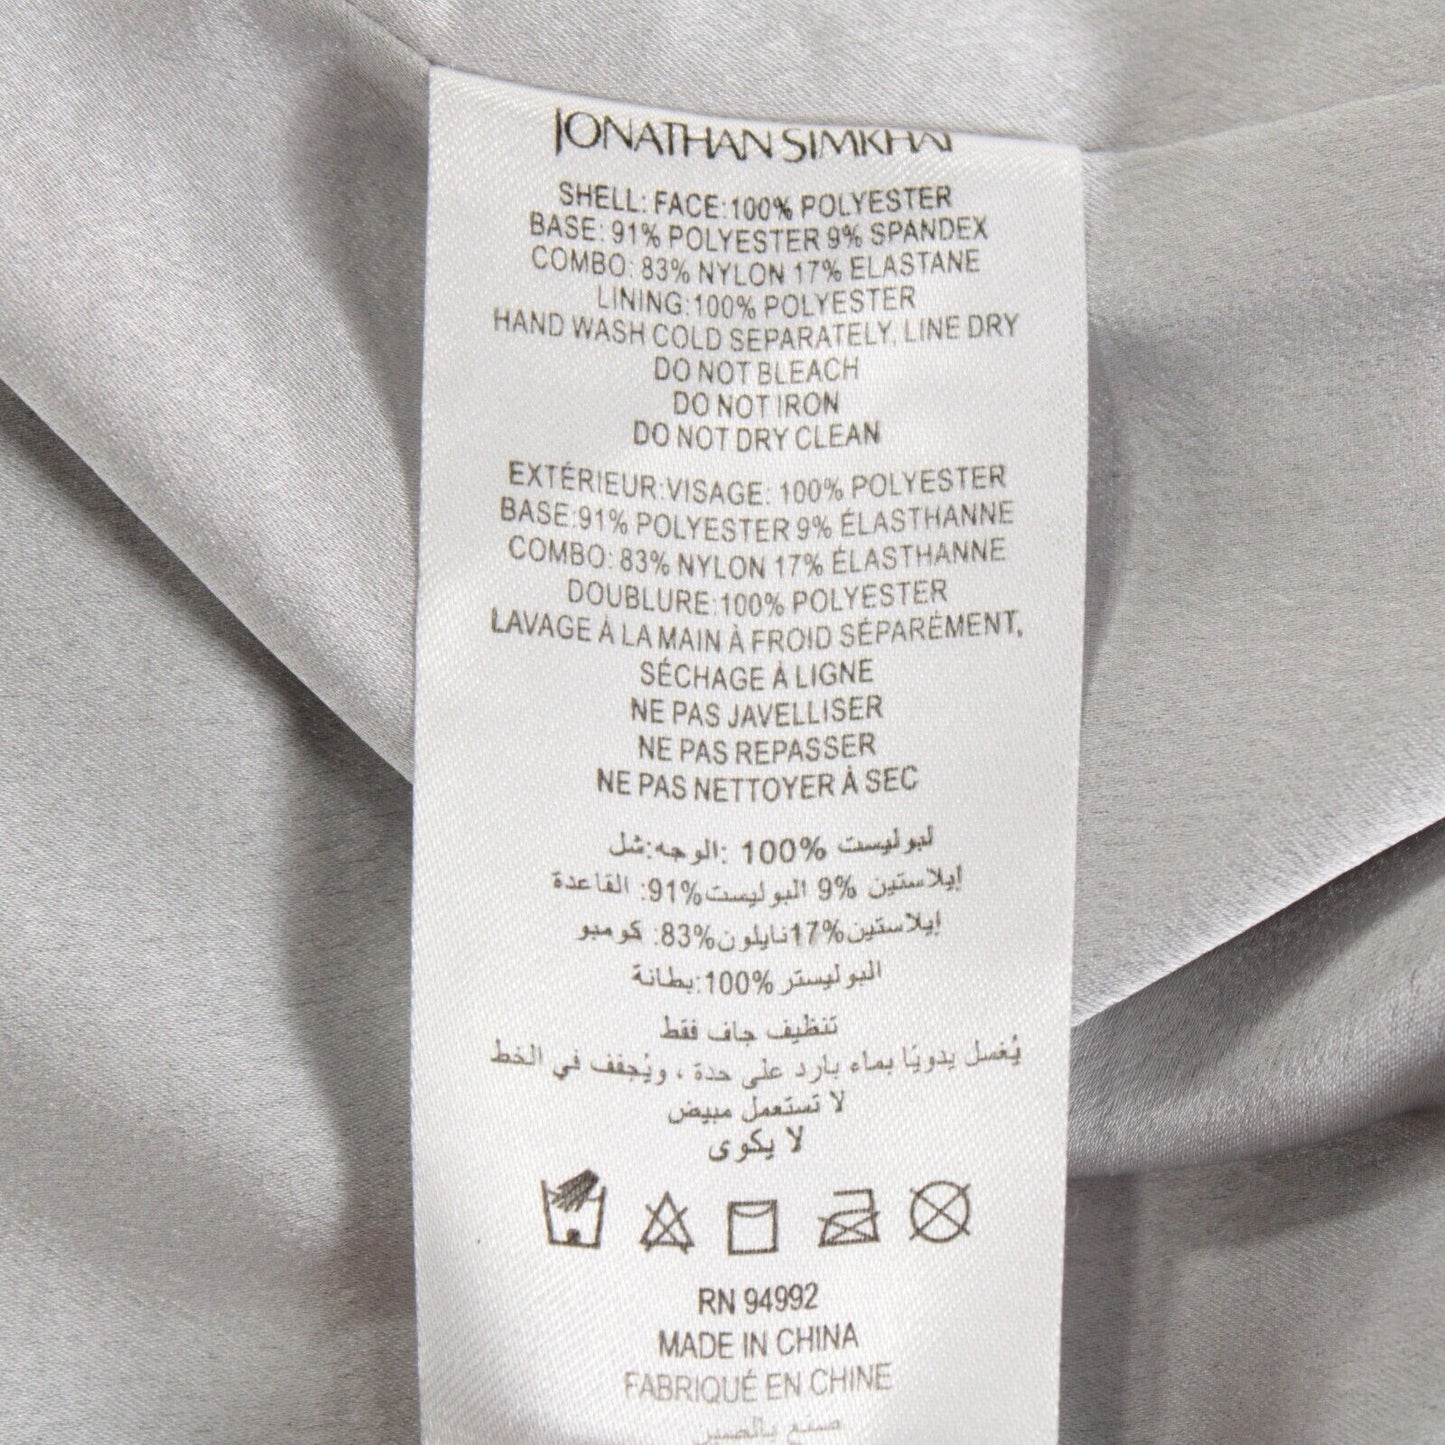 JONATHAN SIMKHAI
SHELL: FACE:100% POLYESTER
BASE: 91% POLYESTER 9% SPANDEX
COMBO: 83% NYLON 17% ELASTANE
LINING:100% POLYESTER
HAND WASH COLD SEPARATELY, LINE DRY
DO NOT BLEACH
DO NOT IRON
DO NOT DRY CLEAN
EXTÉRIEUR:VISAGE: 100% POLYESTER
BASE:91% POLYESTER 9% ÉLASTHANNE
COMBO: 83% NYLON 17% ÉLASTHANNE
DOUBLURE:100% POLYESTER
LAVAGE À LA MAIN À FROID SÉPARÉMENT,
SÉCHAGE À LIGNE
NE PAS JAVELLISER
NE PAS REPASSER
NE PAS NETTOYER À SEC
لبوليست %100 :الوجه:شل
إيلاستين %9 البوليست%91: القاعدة
إيلاستين%17نايلون%83: كومبو
البوليستر %100:بطانة
تنظيف جاف فقط
يُغسل يدويًا بماء بارد على حدة ، ويُجفف في الخط
لا تستعمل مبيض
لا يكوى
RN 94992
MADE IN CHINA
FABRIQUÉ EN CHINE
صنع بالصين